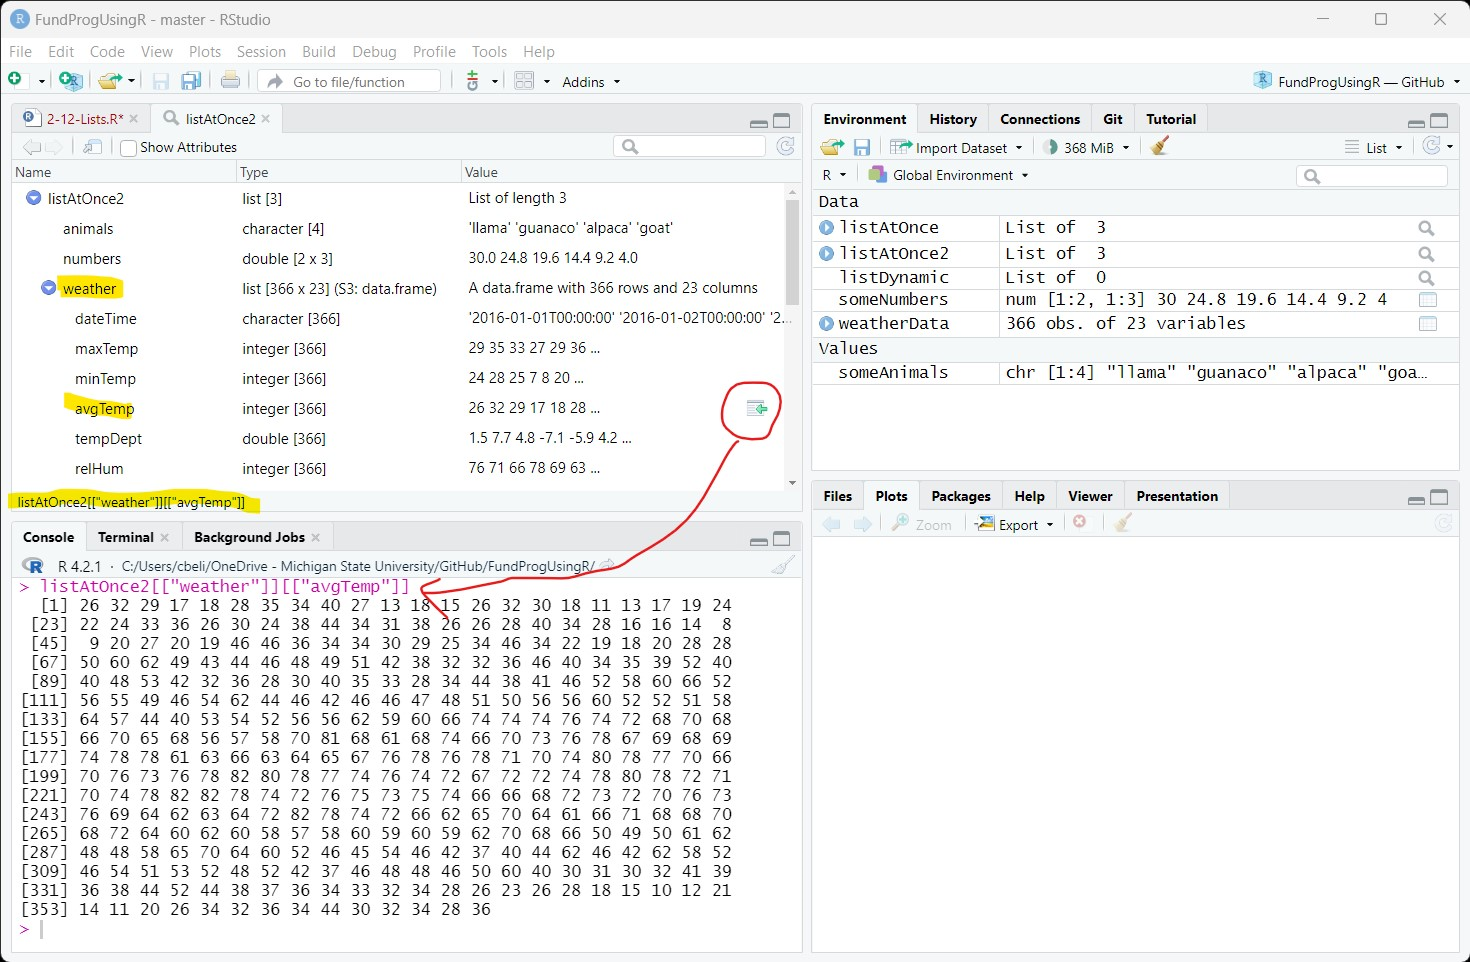 FundProgUsingR - master - RStudio
File Edit Code View Plots Session Build Debug Profile Tools Help
Go to file/function Addins FundProgUsingR — GitHub
2-12-Lists.R* listAtOnce2
Show Attributes
Name Type Value
listAtOnce2 list [3] List of length 3
animals character [4] 'llama' 'guanaco' 'alpaca' 'goat'
numbers double [2 x 3] 30.0 24.8 19.6 14.4 9.2 4.0
weather list [366 x 23] (S3: data.frame) A data.frame with 366 rows and 23 columns
dateTime character [366] '2016-01-01T00:00:00' '2016-01-02T00:00:00' '2...
maxTemp integer [366] 29 35 33 27 29 36 ...
minTemp integer [366] 24 28 25 7 8 20 ...
avgTemp integer [366] 26 32 29 17 18 28 ...
tempDept double [366] 1.5 7.7 4.8 -7.1 -5.9 4.2 ...
relHum integer [366] 76 71 66 78 69 63 ...
listAtOnce2[["weather"]][["avgTemp"]]
Console Terminal Background Jobs
R 4.2.1 · C:/Users/cbeli/OneDrive - Michigan State University/GitHub/FundProgUsingR/
> listAtOnce2[["weather"]][["avgTemp"]]
[1] 26 32 29 17 18 28 35 34 40 27 13 18 15 26 32 30 18 11 13 17 19 24
[23] 22 24 33 36 26 30 24 38 44 34 31 38 26 26 28 40 34 28 16 16 14 8
[45] 9 20 27 20 19 46 46 36 34 34 30 29 25 34 46 34 22 19 18 20 28 28
[67] 50 60 62 49 43 44 46 48 49 51 42 38 32 32 36 46 40 34 35 39 52 40
[89] 40 48 53 42 32 36 28 30 40 35 33 28 34 44 38 41 46 52 58 60 66 52
[111] 56 55 49 46 54 62 44 46 42 46 46 47 48 51 50 56 56 60 52 52 51 58
[133] 64 57 44 40 53 54 52 56 56 62 59 60 66 74 74 74 76 74 72 68 70 68
[155] 66 70 65 68 56 57 58 70 81 68 61 68 74 66 70 73 76 78 67 69 68 69
[177] 74 78 78 61 63 66 63 64 65 67 76 78 76 78 71 70 74 80 78 77 70 66
[199] 70 76 73 76 78 82 80 78 77 74 76 74 72 67 72 72 74 78 80 78 72 71
[221] 70 74 78 82 82 78 74 72 76 75 73 75 74 66 66 68 72 73 72 70 76 73
[243] 76 69 64 62 63 64 72 82 78 74 72 66 62 65 70 64 61 66 71 68 68 70
[265] 68 72 64 60 62 60 58 57 58 60 59 60 59 62 70 68 66 50 49 50 61 62
[287] 48 48 58 65 70 64 60 52 46 45 54 46 42 37 40 44 62 46 42 62 58 52
[309] 46 54 51 53 52 48 52 42 37 46 48 48 46 50 60 40 30 31 30 32 41 39
[331] 36 38 44 52 44 38 37 36 34 33 32 34 28 26 23 26 28 18 15 10 12 21
[353] 14 11 20 26 34 32 36 34 44 30 32 34 28 36
>
Environment History Connections Git Tutorial
Import Dataset 368 MiB List
R Global Environment
Data
listAtOnce List of 3
listAtOnce2 List of 3
listDynamic List of 0
someNumbers num [1:2, 1:3] 30 24.8 19.6 14.4 9.2 4
weatherData 366 obs. of 23 variables
Values
someAnimals chr [1:4] "llama" "guanaco" "alpaca" "goa...
Files Plots Packages Help Viewer Presentation
Zoom Export